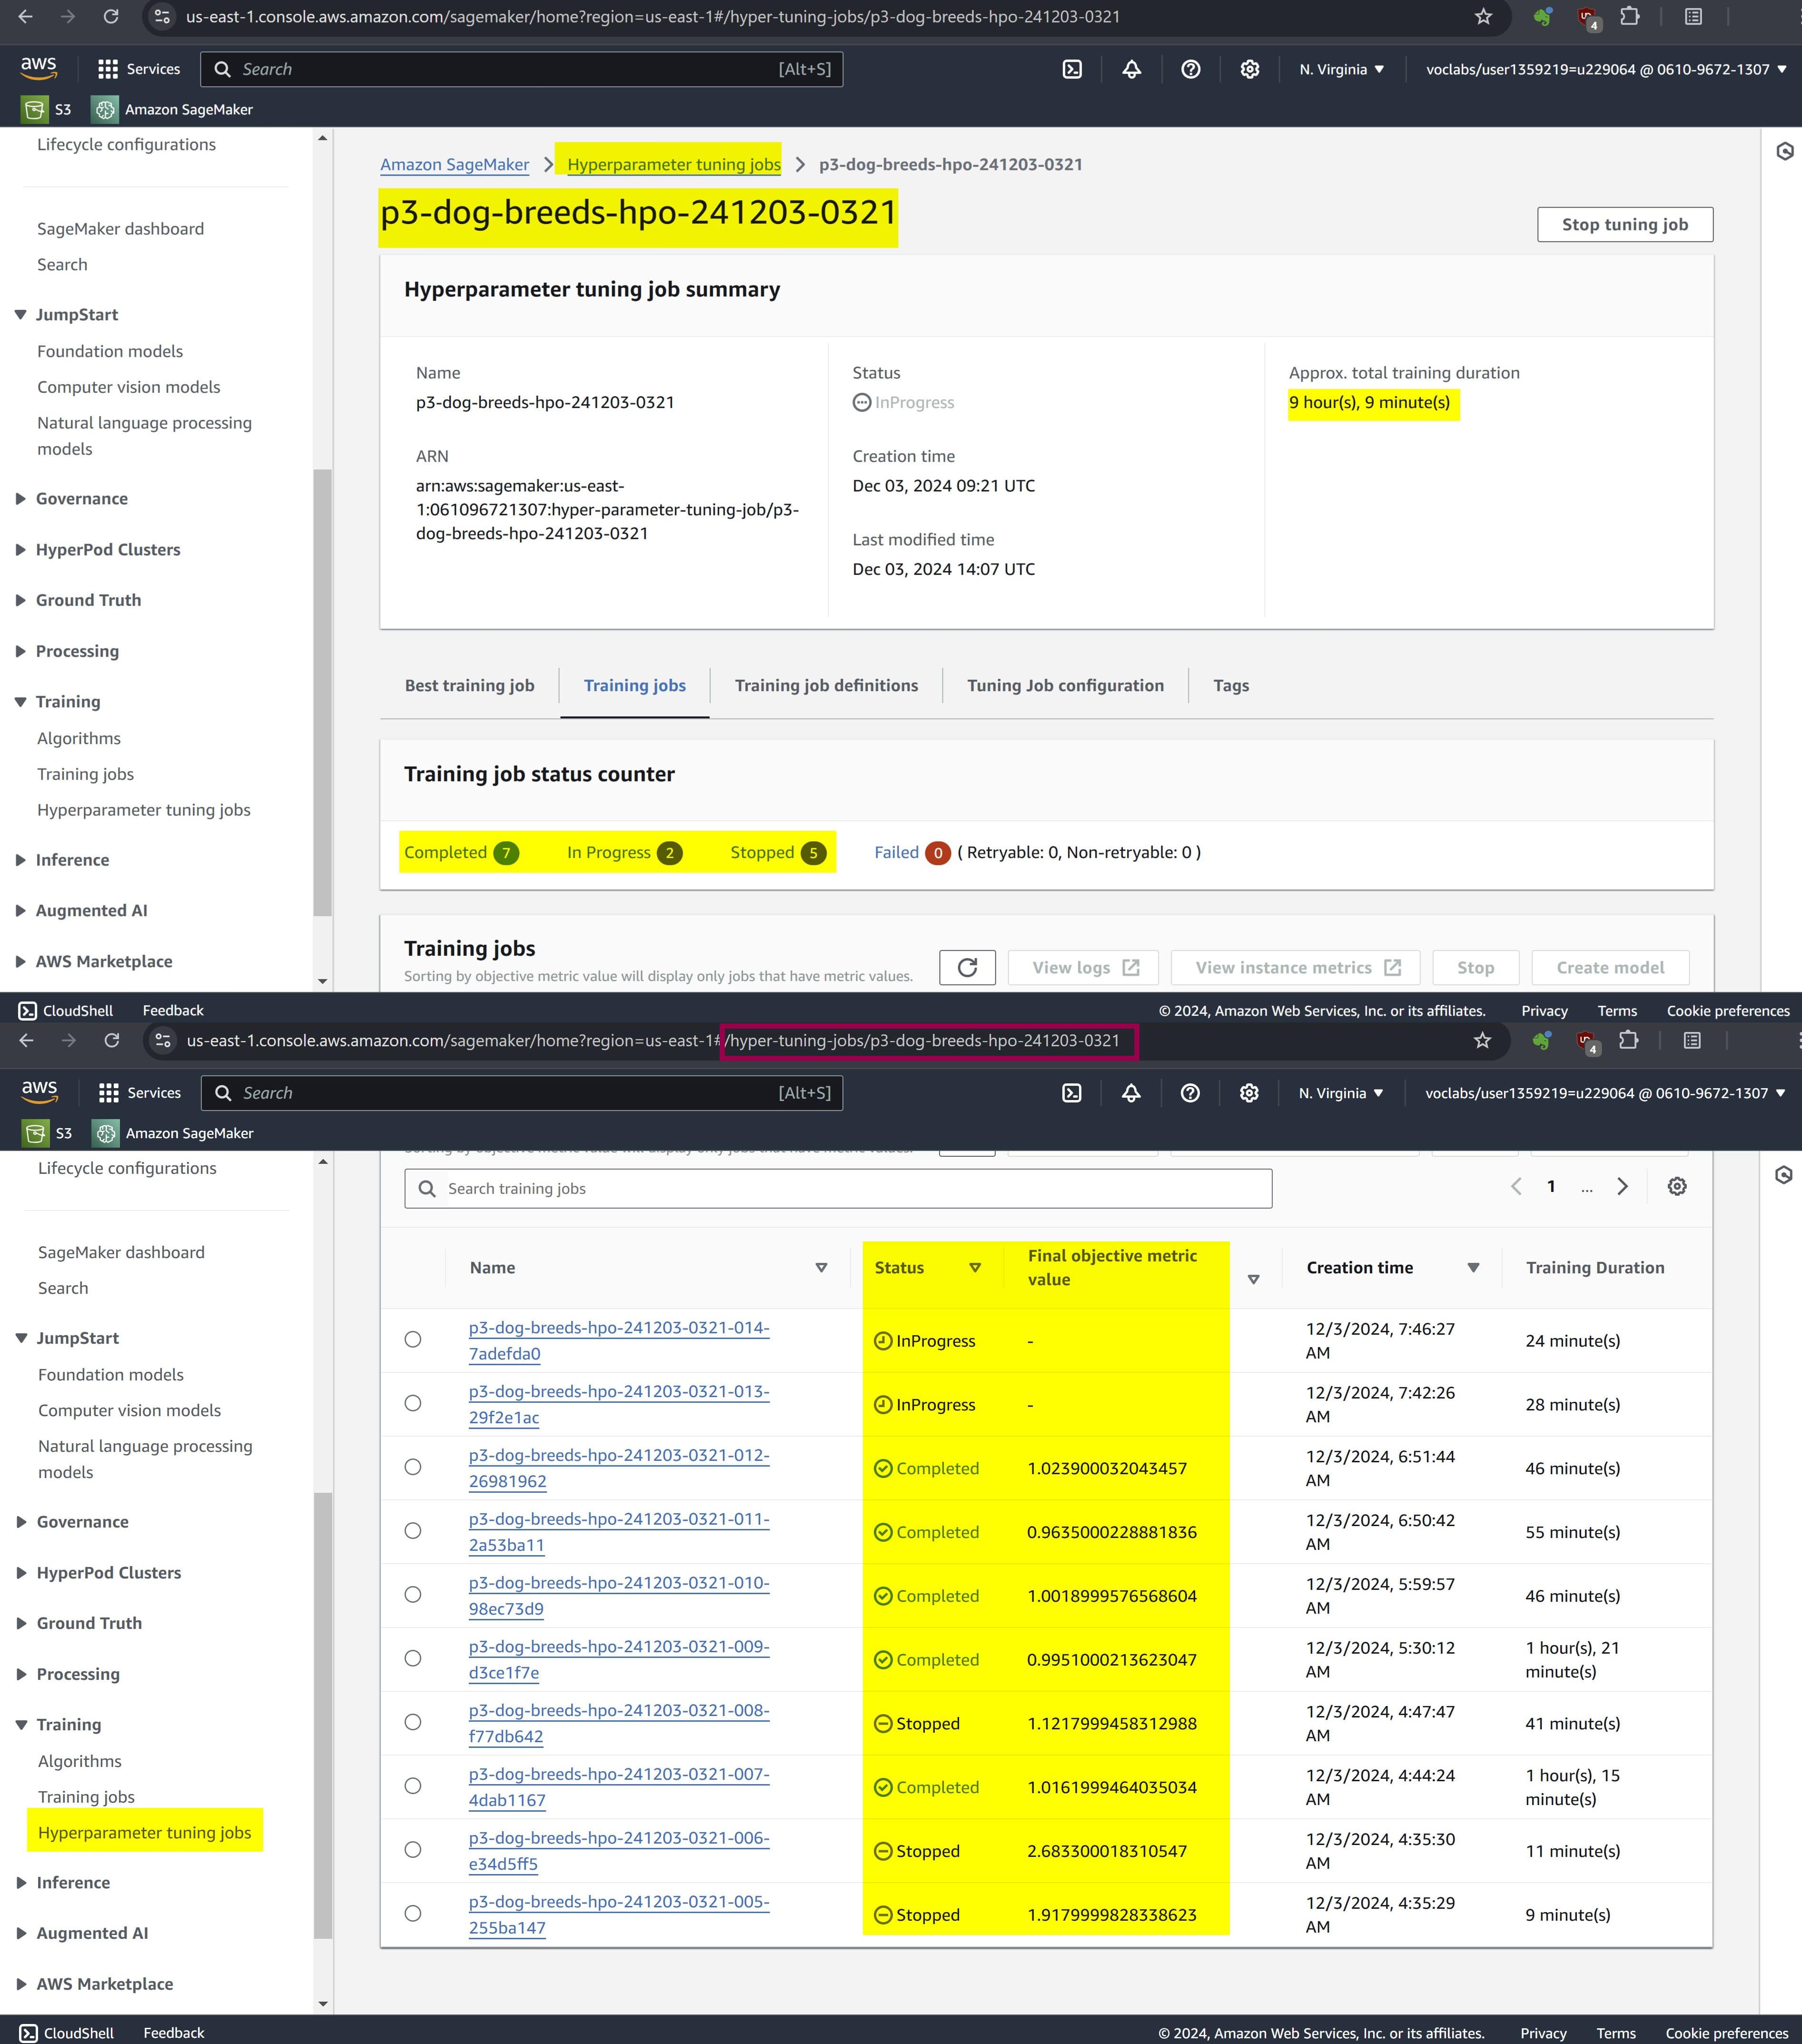 us-east-1.console.aws.amazon.com/sagemaker/home?region=us-east-1#/hyper-tuning-jobs/p3-dog-breeds-hpo-241203-0321
4
aws
Services
Search
[Alt+S]
N. Virginia
voclabs/user1359219=u229064 @ 0610-9672-1307
S3
Amazon SageMaker
Lifecycle configurations
SageMaker dashboard
Search
JumpStart
Foundation models
Computer vision models
Natural language processing
models
Governance
HyperPod Clusters
Ground Truth
Processing
Training
Algorithms
Training jobs
Hyperparameter tuning jobs
Inference
Augmented AI
AWS Marketplace
Amazon SageMaker
Hyperparameter tuning jobs
p3-dog-breeds-hpo-241203-0321
p3-dog-breeds-hpo-241203-0321
Stop tuning job
Hyperparameter tuning job summary
Name
p3-dog-breeds-hpo-241203-0321
ARN
arn:aws:sagemaker:us-east-
1:061096721307:hyper-parameter-tuning-job/p3-
dog-breeds-hpo-241203-0321
Status
InProgress
Creation time
Dec 03, 2024 09:21 UTC
Last modified time
Dec 03, 2024 14:07 UTC
Approx. total training duration
9 hour(s), 9 minute(s)
Best training job
Training jobs
Training job definitions
Tuning Job configuration
Tags
Training job status counter
Completed 7
In Progress 2
Stopped 5
Failed 0 ( Retryable: 0, Non-retryable: 0 )
Training jobs
Sorting by objective metric value will display only jobs that have metric values.
View logs
View instance metrics
Stop
Create model
CloudShell
Feedback
© 2024, Amazon Web Services, Inc. or its affiliates.
Privacy
Terms
Cookie preferences
us-east-1.console.aws.amazon.com/sagemaker/home?region=us-east-1#/hyper-tuning-jobs/p3-dog-breeds-hpo-241203-0321
4
aws
Services
Search
[Alt+S]
N. Virginia
voclabs/user1359219=u229064 @ 0610-9672-1307
S3
Amazon SageMaker
Lifecycle configurations
SageMaker dashboard
Search
JumpStart
Foundation models
Computer vision models
Natural language processing
models
Governance
HyperPod Clusters
Ground Truth
Processing
Training
Algorithms
Training jobs
Hyperparameter tuning jobs
Inference
Augmented AI
AWS Marketplace
Sorting by objective metric value will display only jobs that have metric values.
Search training jobs
1
...
Name
Status
Final objective metric
value
Creation time
Training Duration
p3-dog-breeds-hpo-241203-0321-014-
7adefda0
InProgress
-
12/3/2024, 7:46:27
AM
24 minute(s)
p3-dog-breeds-hpo-241203-0321-013-
29f2e1ac
InProgress
-
12/3/2024, 7:42:26
AM
28 minute(s)
p3-dog-breeds-hpo-241203-0321-012-
26981962
Completed
1.023900032043457
12/3/2024, 6:51:44
AM
46 minute(s)
p3-dog-breeds-hpo-241203-0321-011-
2a53ba11
Completed
0.9635000228881836
12/3/2024, 6:50:42
AM
55 minute(s)
p3-dog-breeds-hpo-241203-0321-010-
98ec73d9
Completed
1.0018999576568604
12/3/2024, 5:59:57
AM
46 minute(s)
p3-dog-breeds-hpo-241203-0321-009-
d3ce1f7e
Completed
0.9951000213623047
12/3/2024, 5:30:12
AM
1 hour(s), 21
minute(s)
p3-dog-breeds-hpo-241203-0321-008-
f77db642
Stopped
1.1217999458312988
12/3/2024, 4:47:47
AM
41 minute(s)
p3-dog-breeds-hpo-241203-0321-007-
4dab1167
Completed
1.0161999464035034
12/3/2024, 4:44:24
AM
1 hour(s), 15
minute(s)
p3-dog-breeds-hpo-241203-0321-006-
e34d5ff5
Stopped
2.683300018310547
12/3/2024, 4:35:30
AM
11 minute(s)
p3-dog-breeds-hpo-241203-0321-005-
255ba147
Stopped
1.9179999828338623
12/3/2024, 4:35:29
AM
9 minute(s)
CloudShell
Feedback
© 2024, Amazon Web Services, Inc. or its affiliates.
Privacy
Terms
Cookie preferences